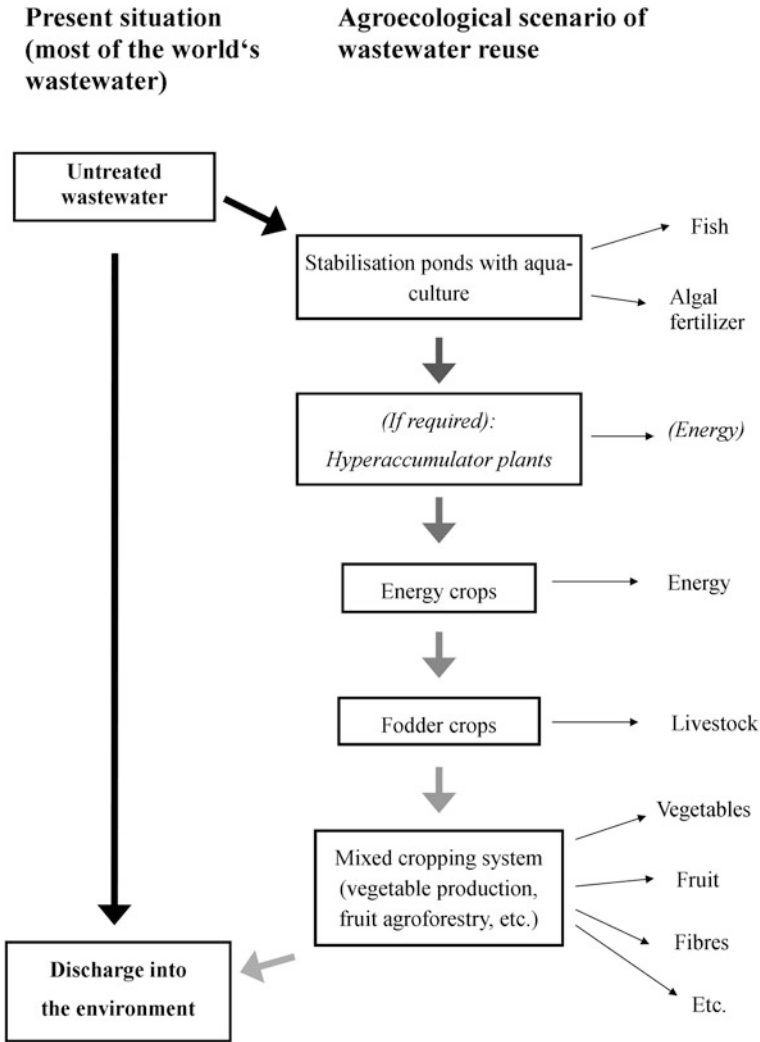 Present situation
(most of the world‘s
wastewater)
Agroecological scenario of
wastewater reuse
Untreated
wastewater
Stabilisation ponds with aqua-
culture
Fish
Algal
fertilizer
(If required):
Hyperaccumulator plants
(Energy)
Energy crops
Energy
Fodder crops
Livestock
Mixed cropping system
(vegetable production,
fruit agroforestry, etc.)
Vegetables
Fruit
Fibres
Etc.
Discharge into
the environment